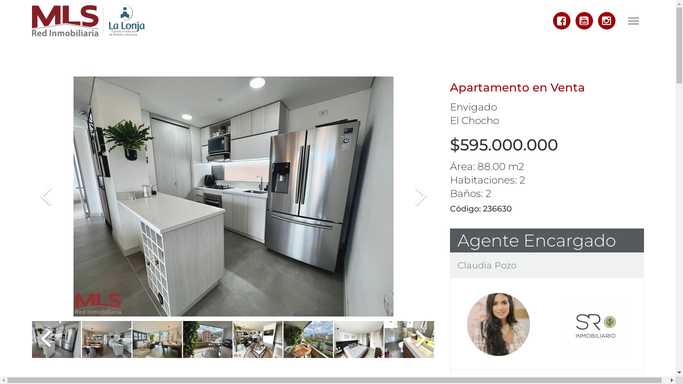 MLS
Red Inmobiliaria
La Lonja
Apartamento en Venta
Envigado
El Chocho
$595.000.000
Área: 88.00 m2
Habitaciones: 2
Baños: 2
Código: 236630
Agente Encargado
Claudia Pozo
SR
INMOBILIARIO
MLS
Red Inmobiliaria